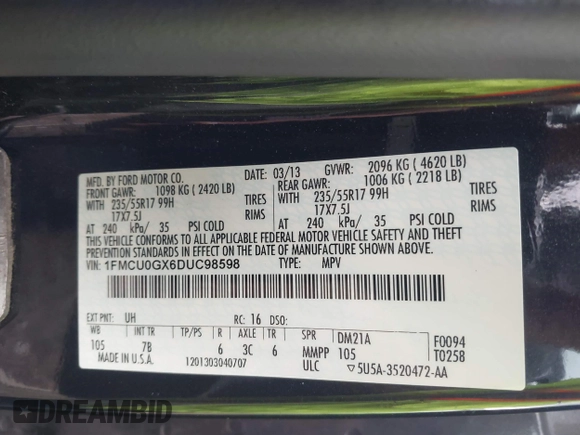 MFD. BY FORD MOTOR CO. DATE: 03/13 GVWR: 2096 KG ( 4620 LB)
FRONT GAWR: 1098 KG ( 2420 LB) REAR GAWR: 1006 KG ( 2218 LB)
WITH 235/55R17 99H TIRES WITH 235/55R17 99H TIRES
17X7.5J RIMS 17X7.5J RIMS
AT 240 kPa/ 35 PSI COLD AT 240 kPa/ 35 PSI COLD
THIS VEHICLE CONFORMS TO ALL APPLICABLE FEDERAL MOTOR VEHICLE SAFETY AND THEFT
PREVENTION STANDARDS IN EFFECT ON THE DATE OF MANUFACTURE SHOWN ABOVE.
VIN: 1FMCU0GX6DUC98598 TYPE: MPV
EXT PNT: UH RC: 16 DSO:
WB INT TR TP/PS R AXLE TR SPR DM21A F0094
105 7B 6 3C 6 MMPP 105 T0258
MADE IN U.S.A. 1201303040707 ULC 5U5A-3520472-AA
DREAMBID